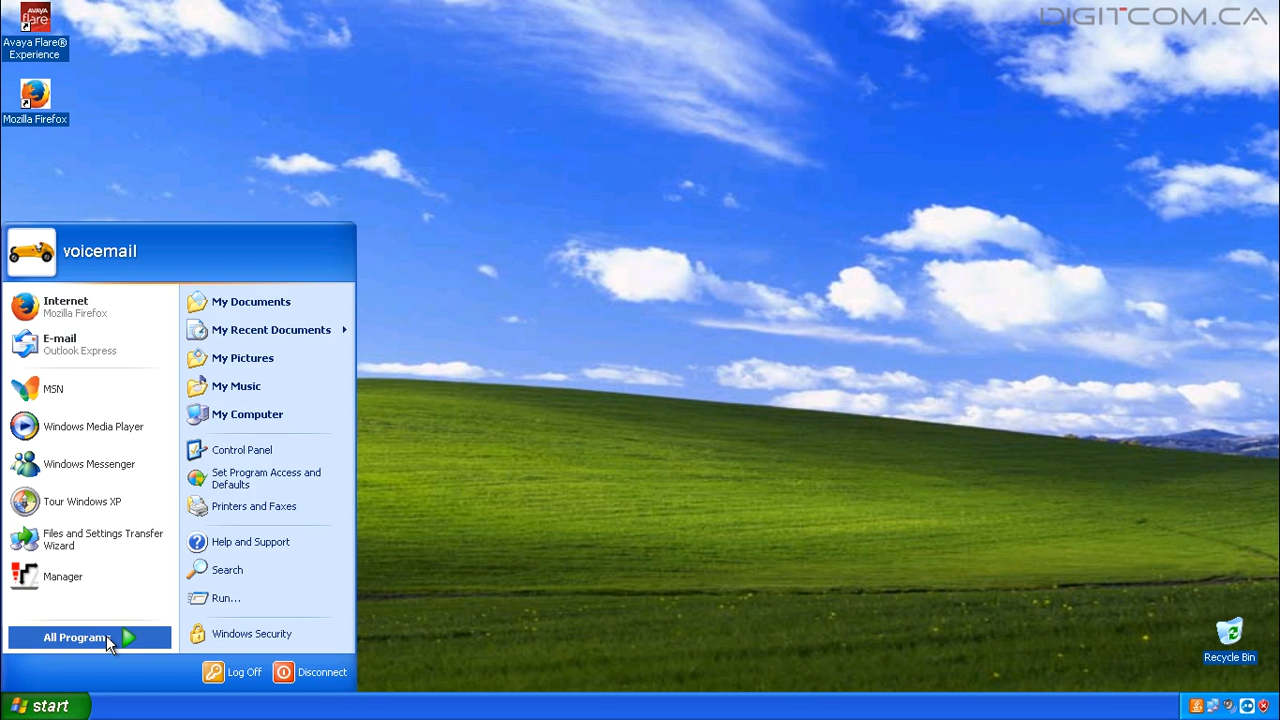 DIGITCOM.CA
AVAYA
flare
Avaya Flare®
Experience
Mozilla Firefox
voicemail
Internet
Mozilla Firefox
E-mail
Outlook Express
MSN
Windows Media Player
Windows Messenger
Tour Windows XP
Files and Settings Transfer
Wizard
Manager
All Programs
My Documents
My Recent Documents
My Pictures
My Music
My Computer
Control Panel
Set Program Access and
Defaults
Printers and Faxes
Help and Support
Search
Run...
Windows Security
Log Off
Disconnect
Recycle Bin
start